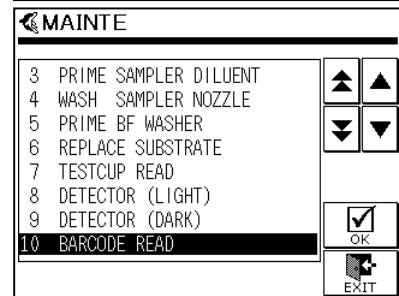 MAINTE
3 PRIME SAMPLER DILUENT
4 WASH SAMPLER NOZZLE
5 PRIME BF WASHER
6 REPLACE SUBSTRATE
7 TESTCUP READ
8 DETECTOR (LIGHT)
9 DETECTOR (DARK)
10 BARCODE READ
OK
EXIT